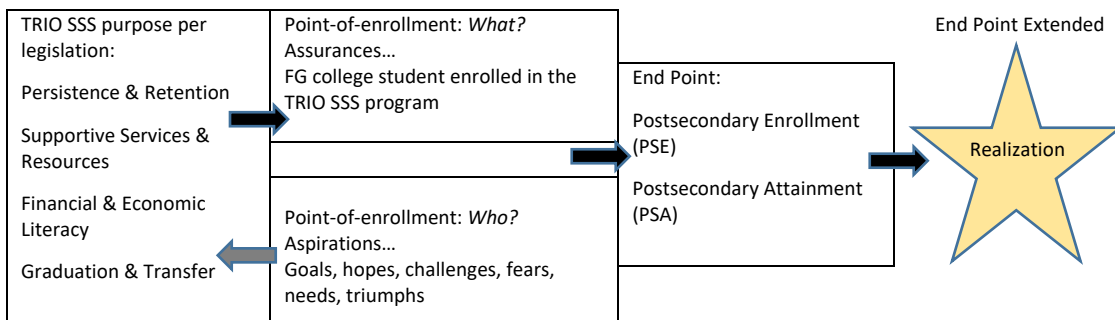 TRIO SSS purpose per
legislation:
Persistence & Retention
Supportive Services &
Resources
Financial & Economic
Literacy
Graduation & Transfer
Point-of-enrollment: What?
Assurances…
FG college student enrolled in the
TRIO SSS program
Point-of-enrollment: Who?
Aspirations…
Goals, hopes, challenges, fears,
needs, triumphs
End Point:
Postsecondary Enrollment
(PSE)
Postsecondary Attainment
(PSA)
End Point Extended
Realization